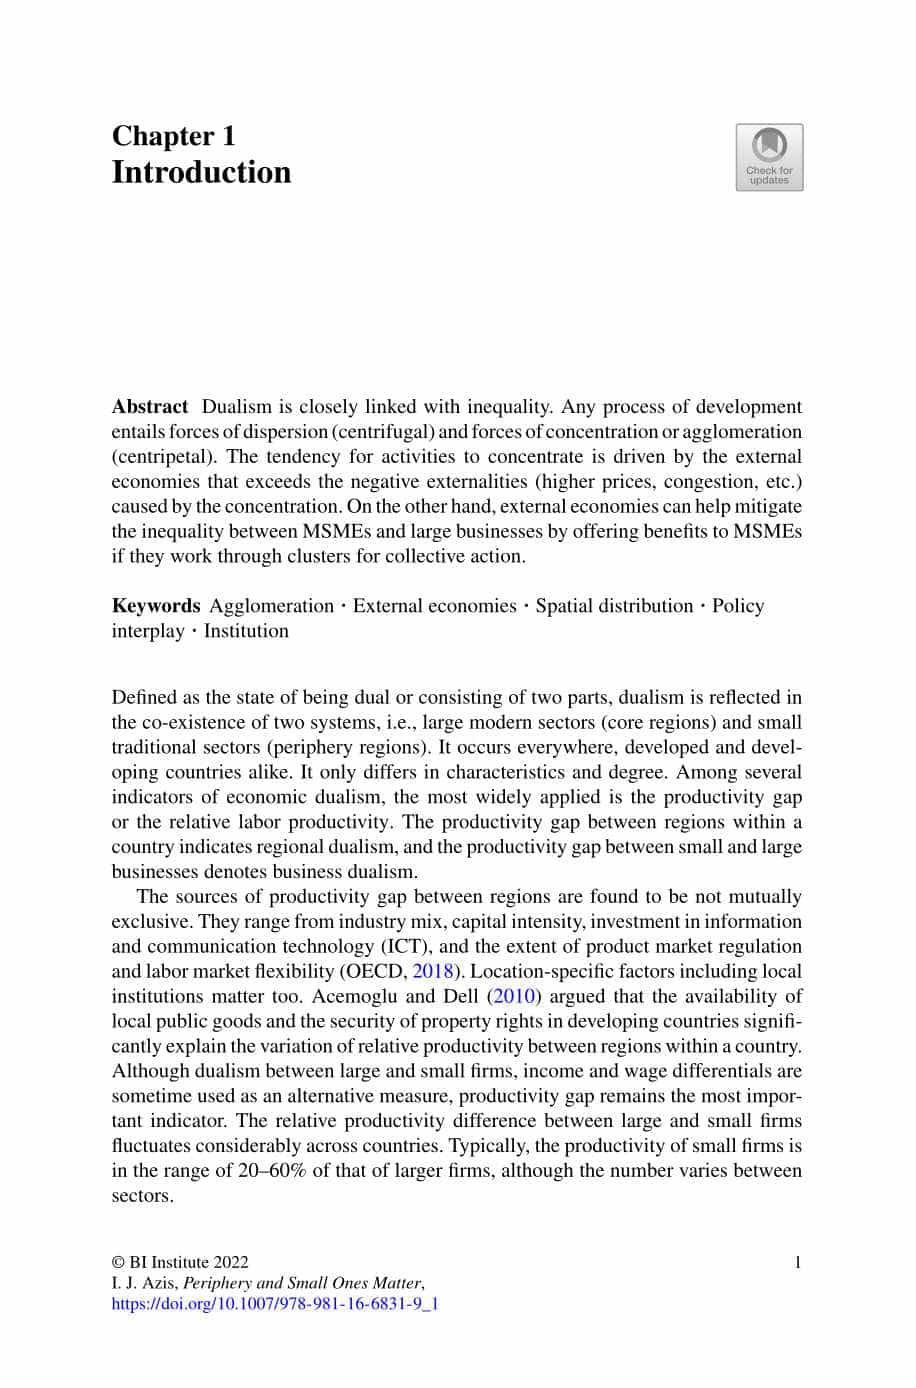 Chapter 1
Introduction
Check for
updates
Abstract Dualism is closely linked with inequality. Any process of development
entails forces of dispersion (centrifugal) and forces of concentration or agglomeration
(centripetal). The tendency for activities to concentrate is driven by the external
economies that exceeds the negative externalities (higher prices, congestion, etc.)
caused by the concentration. On the other hand, external economies can help mitigate
the inequality between MSMEs and large businesses by offering benefits to MSMEs
if they work through clusters for collective action.
Keywords Agglomeration · External economies · Spatial distribution · Policy
interplay · Institution
Defined as the state of being dual or consisting of two parts, dualism is reflected in
the co-existence of two systems, i.e., large modern sectors (core regions) and small
traditional sectors (periphery regions). It occurs everywhere, developed and devel-
oping countries alike. It only differs in characteristics and degree. Among several
indicators of economic dualism, the most widely applied is the productivity gap
or the relative labor productivity. The productivity gap between regions within a
country indicates regional dualism, and the productivity gap between small and large
businesses denotes business dualism.
The sources of productivity gap between regions are found to be not mutually
exclusive. They range from industry mix, capital intensity, investment in information
and communication technology (ICT), and the extent of product market regulation
and labor market flexibility (OECD, 2018). Location-specific factors including local
institutions matter too. Acemoglu and Dell (2010) argued that the availability of
local public goods and the security of property rights in developing countries signifi-
cantly explain the variation of relative productivity between regions within a country.
Although dualism between large and small firms, income and wage differentials are
sometime used as an alternative measure, productivity gap remains the most impor-
tant indicator. The relative productivity difference between large and small firms
fluctuates considerably across countries. Typically, the productivity of small firms is
in the range of 20–60% of that of larger firms, although the number varies between
sectors.
© BI Institute 2022
1
I. J. Azis, Periphery and Small Ones Matter,
https://doi.org/10.1007/978-981-16-6831-9_1